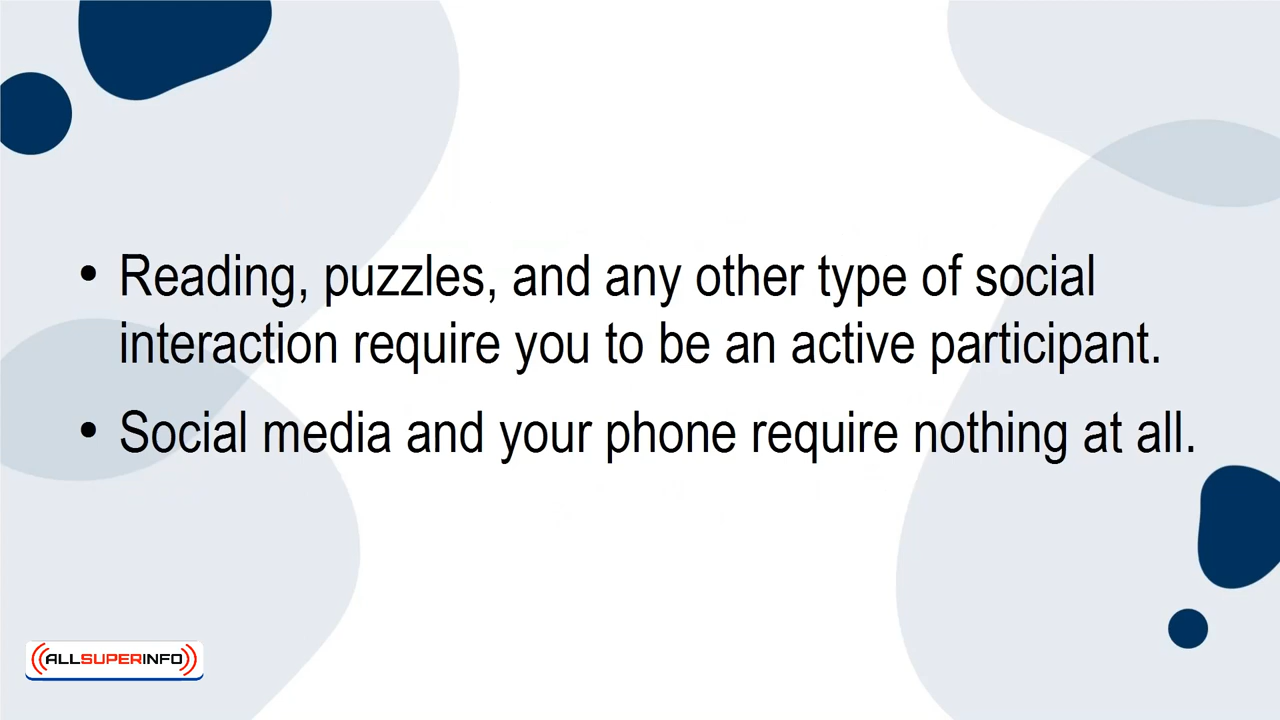 • Reading, puzzles, and any other type of social
interaction require you to be an active participant.
• Social media and your phone require nothing at all.
ALLSUPERINFO